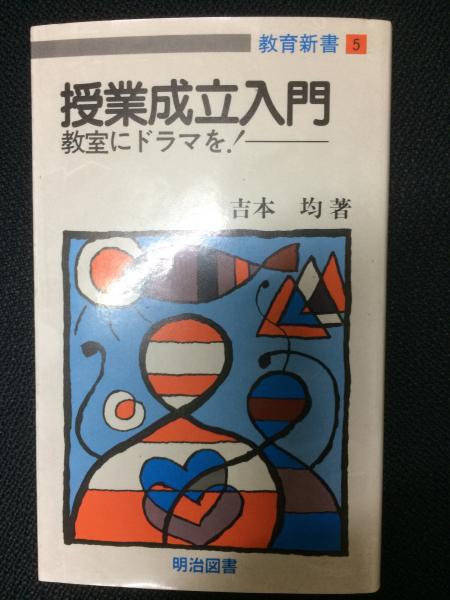 教育新書 5
授業成立入門
教室にドラマを!――
吉本 均著
明治図書